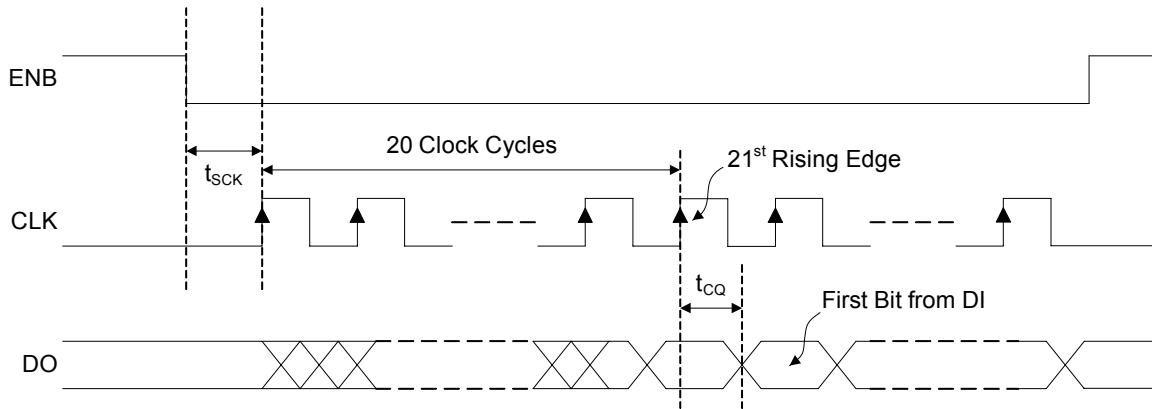 ENB
20 Clock Cycles
21st Rising Edge
tSCK
CLK
tCQ
First Bit from DI
DO